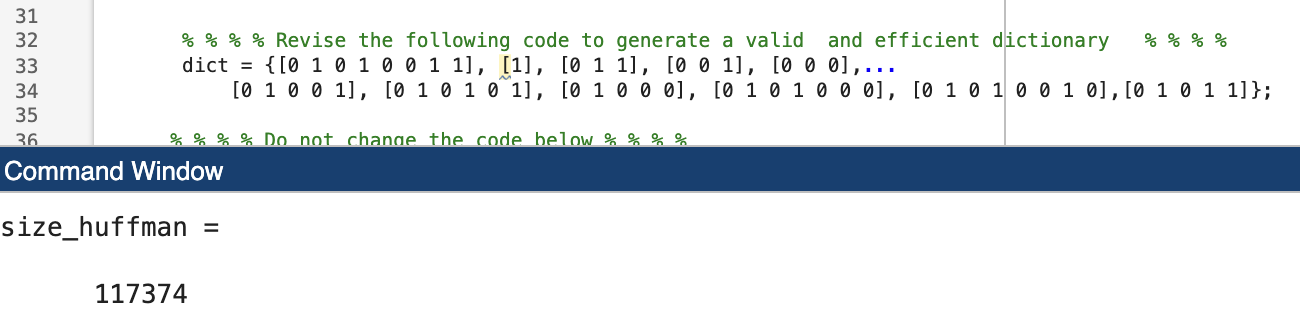 31
32 % % % % Revise the following code to generate a valid  and efficient dictionary   % % % %
33 dict = {[0 1 0 1 0 0 1 1], [1], [0 1 1], [0 0 1], [0 0 0],...
34 [0 1 0 0 1], [0 1 0 1 0 1], [0 1 0 0 0], [0 1 0 1 0 0 0], [0 1 0 1 0 0 1 0],[0 1 0 1 1]};
35
36 % % % % Do not change the code below % % % %
Command Window
size_huffman =
117374